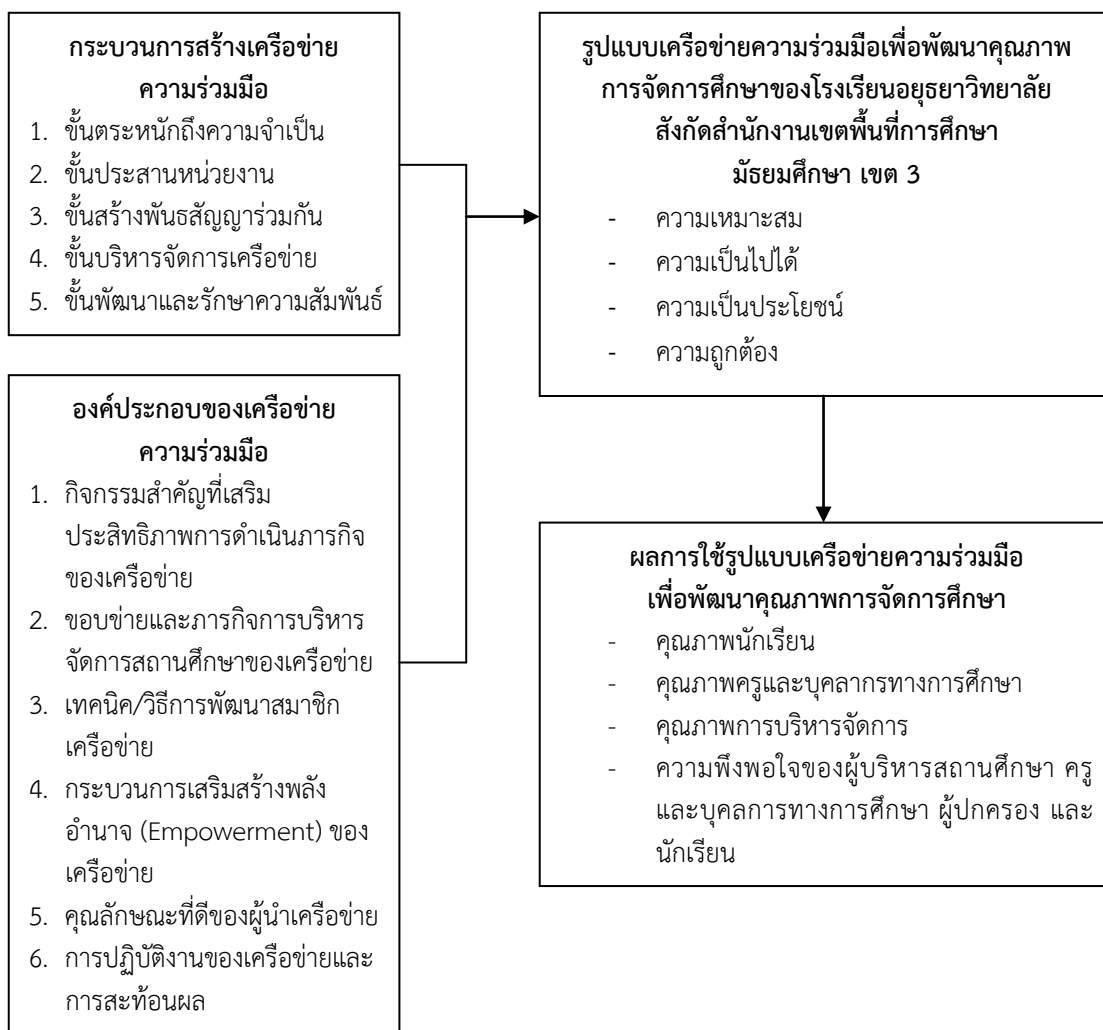 กระบวนการสร้างเครือข่าย
ความร่วมมือ
1. ขั้นตระหนักถึงความจำเป็น
2. ขั้นประสานหน่วยงาน
3. ขั้นสร้างพันธสัญญาร่วมกัน
4. ขั้นบริหารจัดการเครือข่าย
5. ขั้นพัฒนาและรักษาความสัมพันธ์
องค์ประกอบของเครือข่าย
ความร่วมมือ
1. กิจกรรมสำคัญที่เสริม
ประสิทธิภาพการดำเนินภารกิจ
ของเครือข่าย
2. ขอบข่ายและภารกิจการบริหาร
จัดการสถานศึกษาของเครือข่าย
3. เทคนิค/วิธีการพัฒนาสมาชิก
เครือข่าย
4. กระบวนการเสริมสร้างพลัง
อำนาจ (Empowerment) ของ
เครือข่าย
5. คุณลักษณะที่ดีของผู้นำเครือข่าย
6. การปฏิบัติงานของเครือข่ายและ
การสะท้อนผล
รูปแบบเครือข่ายความร่วมมือเพื่อพัฒนาคุณภาพ
การจัดการศึกษาของโรงเรียนอยุธยาวิทยาลัย
สังกัดสำนักงานเขตพื้นที่การศึกษา
มัธยมศึกษา เขต 3
- ความเหมาะสม
- ความเป็นไปได้
- ความเป็นประโยชน์
- ความถูกต้อง
ผลการใช้รูปแบบเครือข่ายความร่วมมือ
เพื่อพัฒนาคุณภาพการจัดการศึกษา
- คุณภาพนักเรียน
- คุณภาพครูและบุคลากรทางการศึกษา
- คุณภาพการบริหารจัดการ
- ความพึงพอใจของผู้บริหารสถานศึกษา ครู
และบุคลการทางการศึกษา ผู้ปกครอง และ
นักเรียน